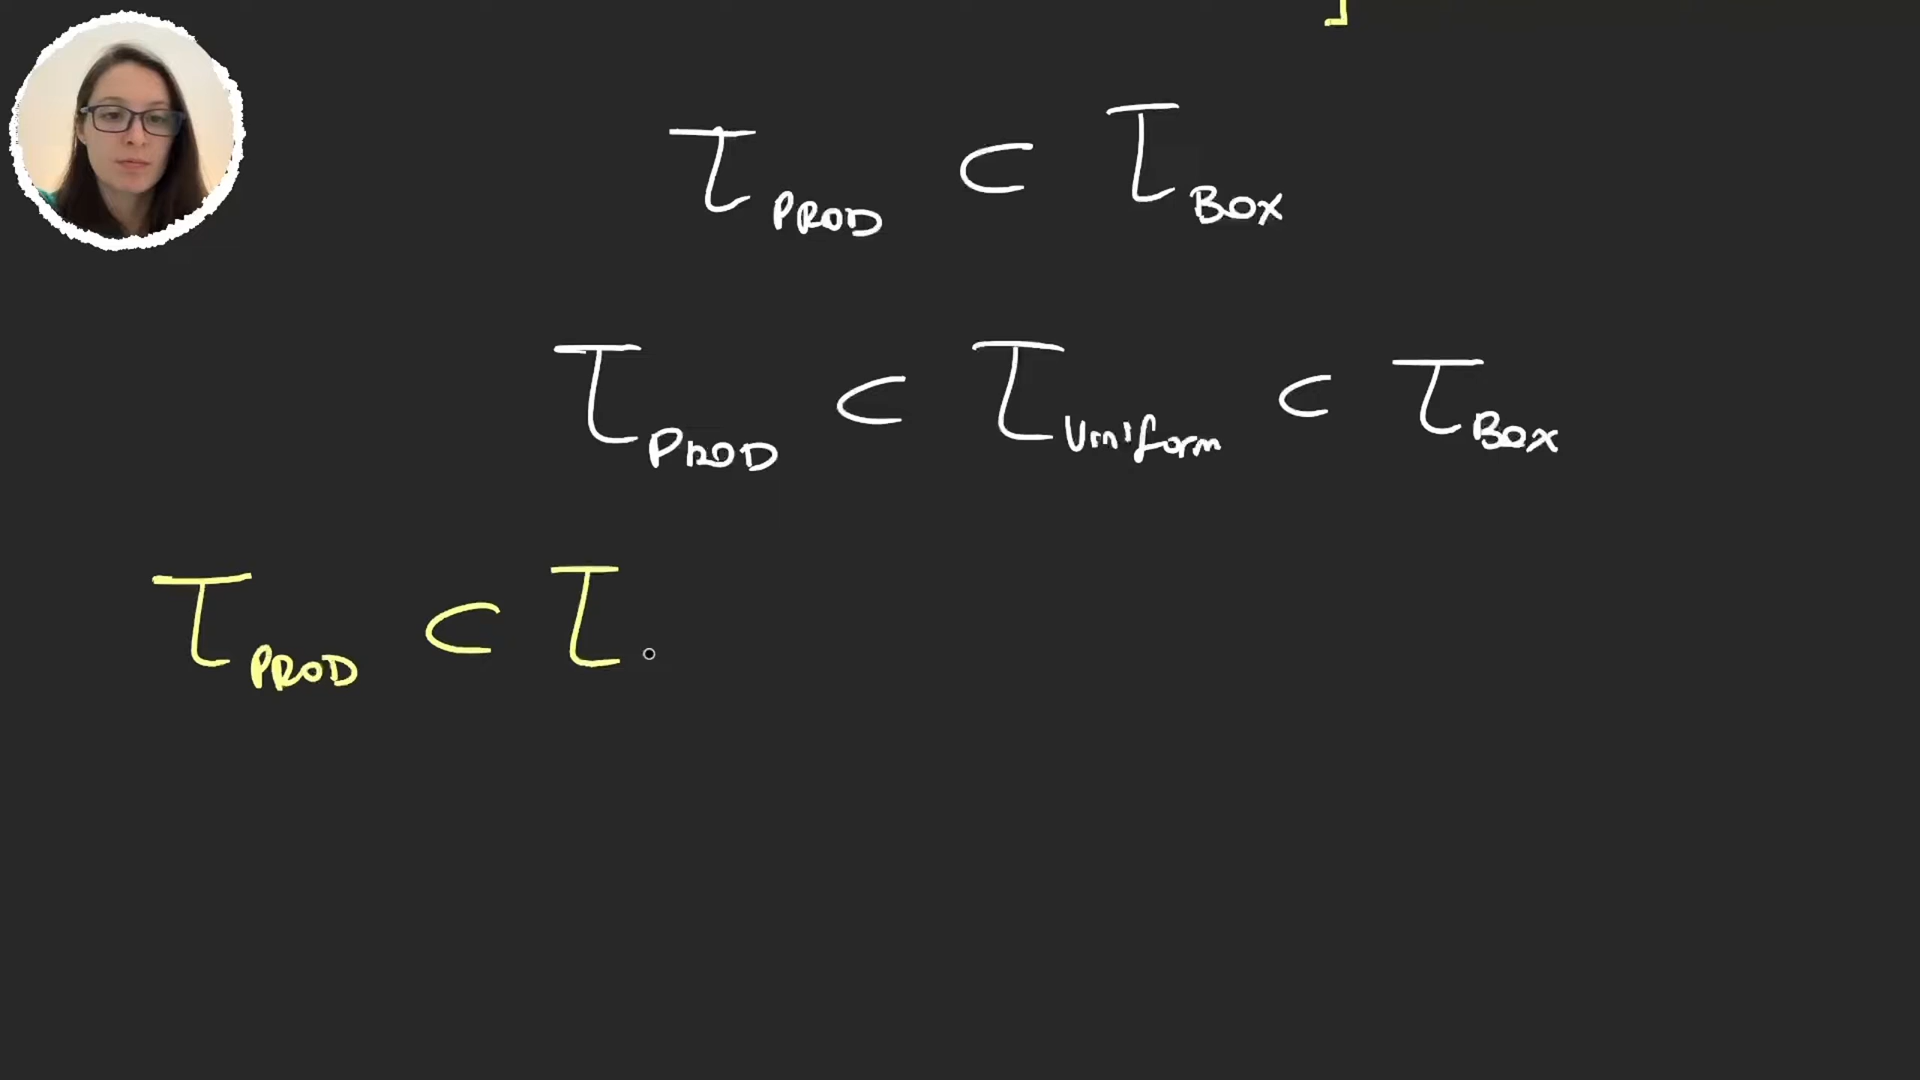 ]
τ_PROD ⊂ τ_BOX
τ_PROD ⊂ τ_Uniform ⊂ τ_BOX
τ_PROD ⊂ τ